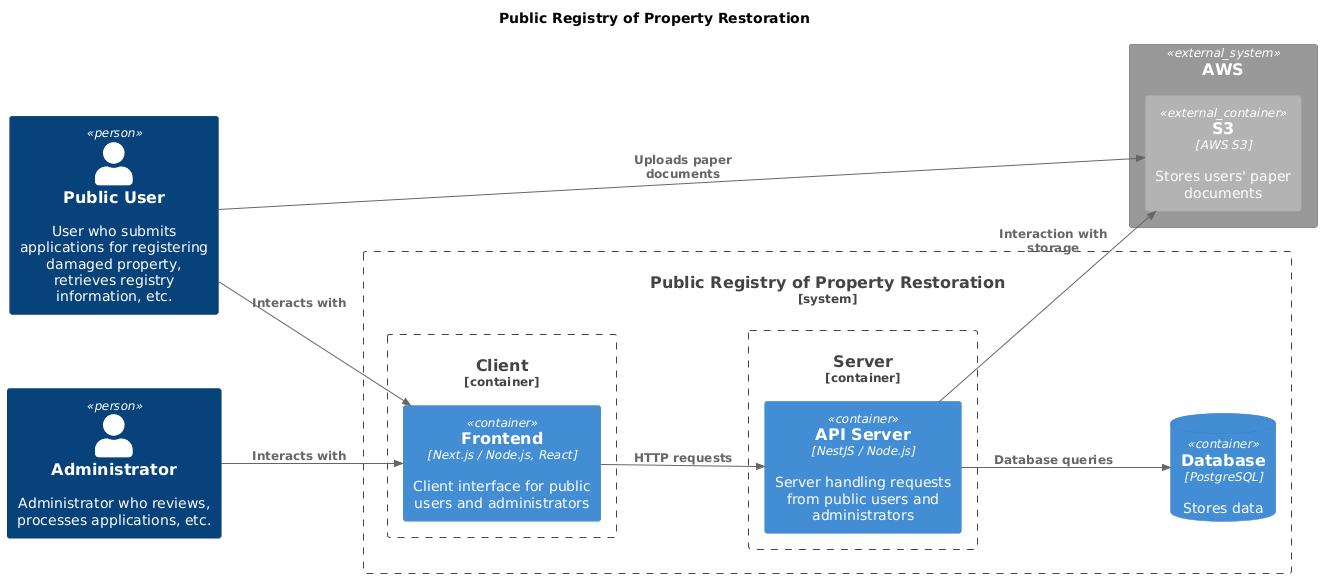 Public Registry of Property Restoration
«external_system»
AWS
«external_container»
S3
[AWS S3]
Stores users' paper
documents
«person»
Public User
User who submits
applications for registering
damaged property,
retrieves registry
information, etc.
Uploads paper
documents
Interaction with
storage
Interacts with
Public Registry of Property Restoration
[system]
Client
[container]
Server
[container]
«person»
Administrator
Administrator who reviews,
processes applications, etc.
Interacts with
«container»
Frontend
[Next.js / Node.js, React]
Client interface for public
users and administrators
HTTP requests
«container»
API Server
[NestJS / Node.js]
Server handling requests
from public users and
administrators
Database queries
«container»
Database
[PostgreSQL]
Stores data